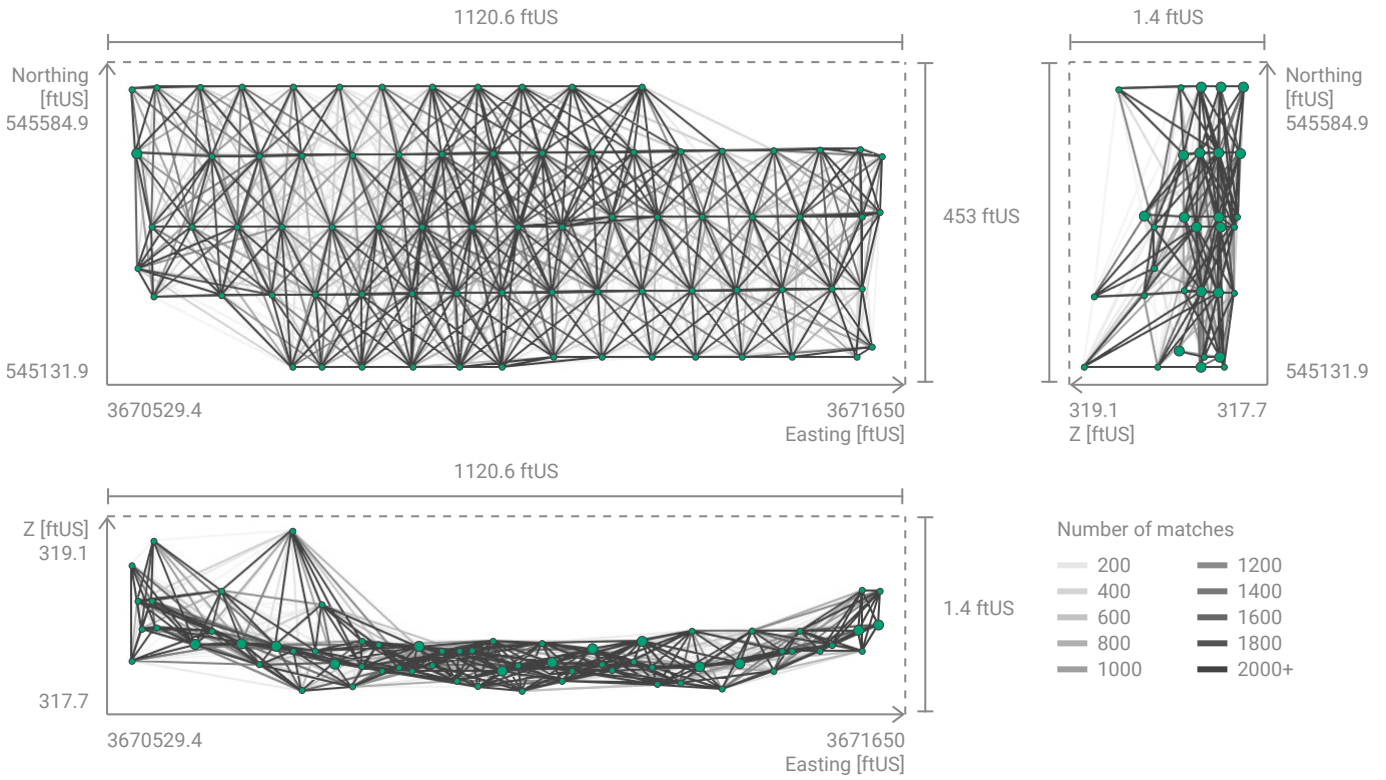 1120.6 ftUS
1.4 ftUS
Northing
[ftUS]
545584.9
453 ftUS
Northing
[ftUS]
545584.9
545131.9
545131.9
3670529.4
3671650
Easting [ftUS]
319.1
317.7
Z [ftUS]
1120.6 ftUS
Z [ftUS]
319.1
1.4 ftUS
317.7
3670529.4
3671650
Easting [ftUS]
Number of matches
200
400
600
800
1000
1200
1400
1600
1800
2000+